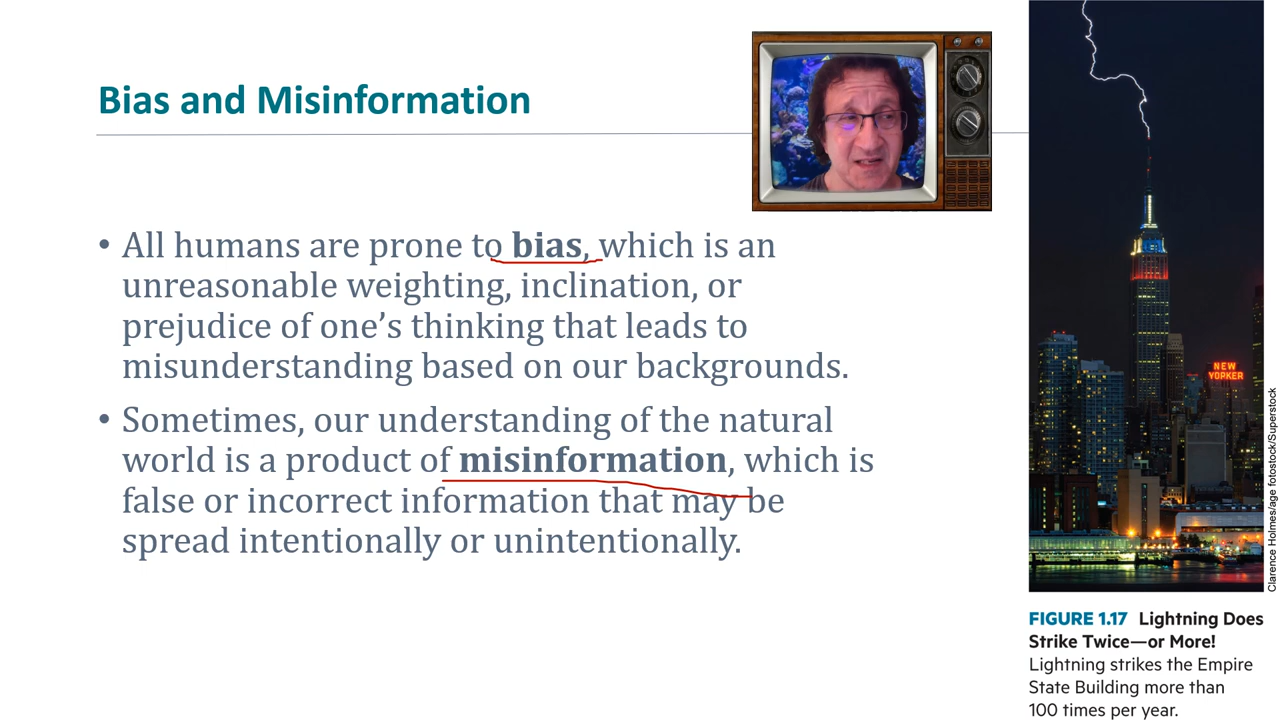 Bias and Misinformation
• All humans are prone to bias, which is an
unreasonable weighting, inclination, or
prejudice of one’s thinking that leads to
misunderstanding based on our backgrounds.
• Sometimes, our understanding of the natural
world is a product of misinformation, which is
false or incorrect information that may be
spread intentionally or unintentionally.
NEW
YORKER
Clarence Holmes/age fotostock/Superstock
FIGURE 1.17 Lightning Does
Strike Twice—or More!
Lightning strikes the Empire
State Building more than
100 times per year.